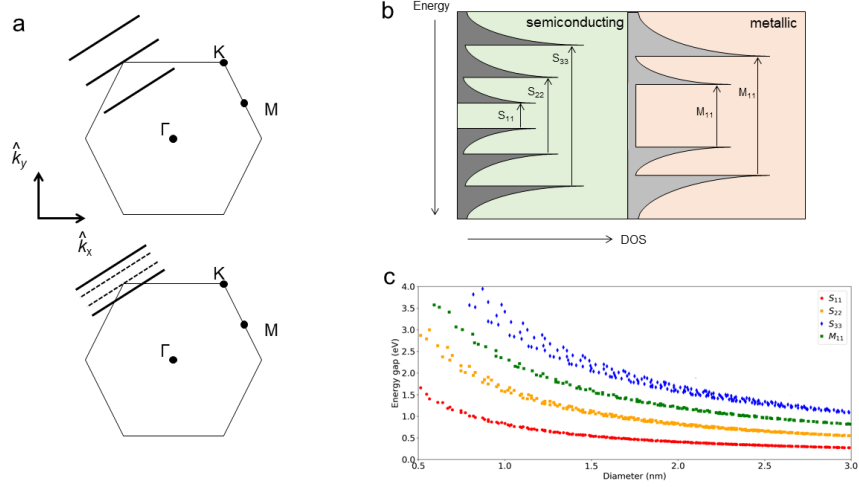 a
K
M
Γ
k̂y
k̂x
K
M
Γ
b
Energy
semiconducting
metallic
S33
S22
S11
M11
M11
DOS
c
S11
S22
S33
M11
Energy gap (eV)
4.0
3.5
3.0
2.5
2.0
1.5
1.0
0.5
0.0
0.5
1.0
1.5
2.0
2.5
3.0
Diameter (nm)